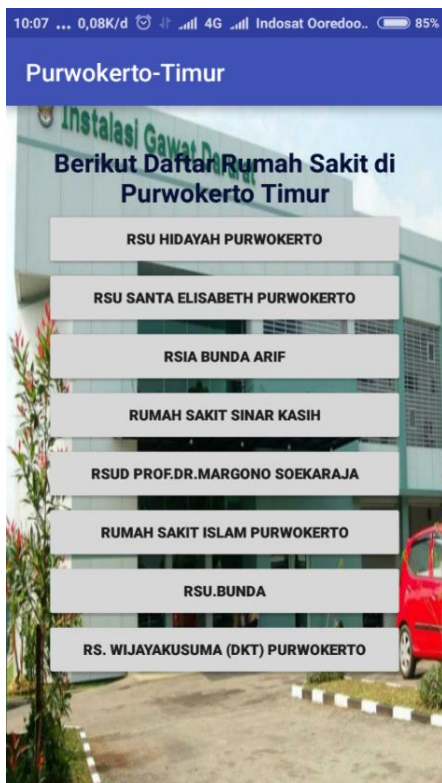 10:07 ... 0,08K/d 4G Indosat Ooredoo.. 85%
Purwokerto-Timur
Instalasi Gawat Darurat
Berikut Daftar Rumah Sakit di
Purwokerto Timur
RSU HIDAYAH PURWOKERTO
RSU SANTA ELISABETH PURWOKERTO
RSIA BUNDA ARIF
RUMAH SAKIT SINAR KASIH
RSUD PROF.DR.MARGONO SOEKARAJA
RUMAH SAKIT ISLAM PURWOKERTO
RSU.BUNDA
RS. WIJAYAKUSUMA (DKT) PURWOKERTO